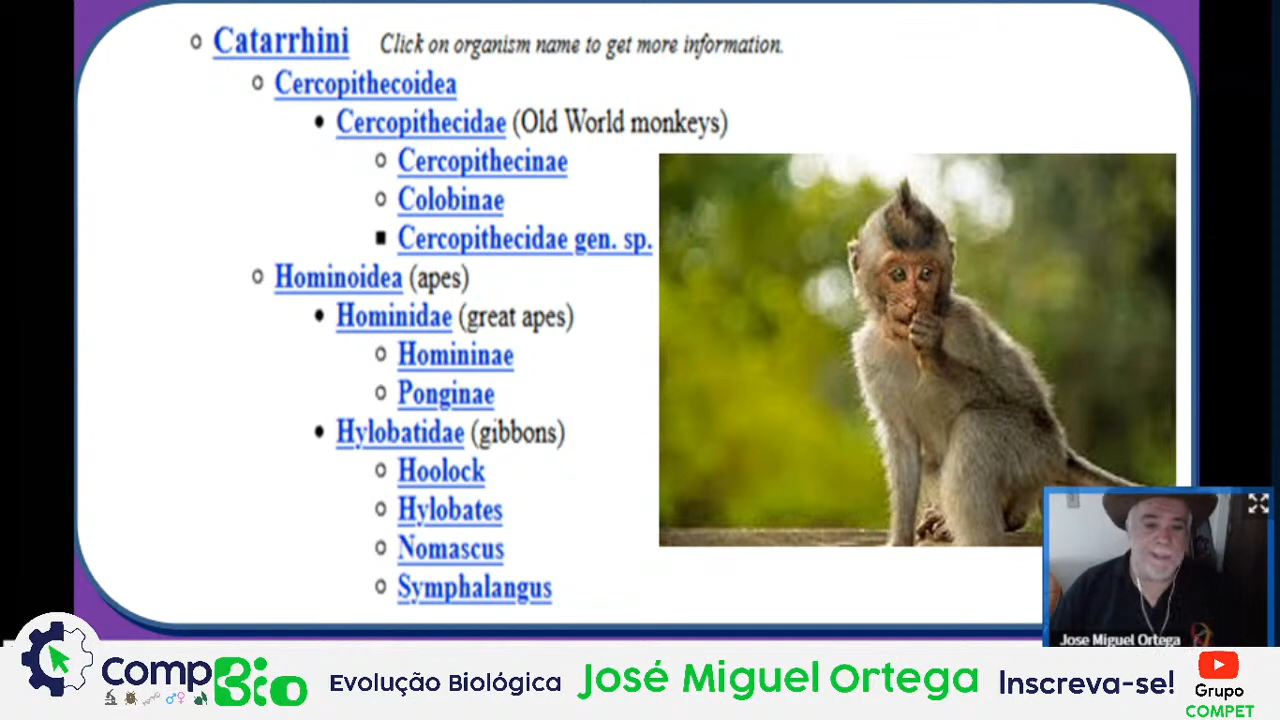 Catarrhini Click on organism name to get more information.
Cercopithecoidea
Cercopithecidae (Old World monkeys)
Cercopithecinae
Colobinae
Cercopithecidae gen. sp.
Hominoidea (apes)
Hominidae (great apes)
Homininae
Ponginae
Hylobatidae (gibbons)
Hoolock
Hylobates
Nomascus
Symphalangus
Jose Miguel Ortega
CompBio
Evolução Biológica
José Miguel Ortega
Inscreva-se!
Grupo
COMPET